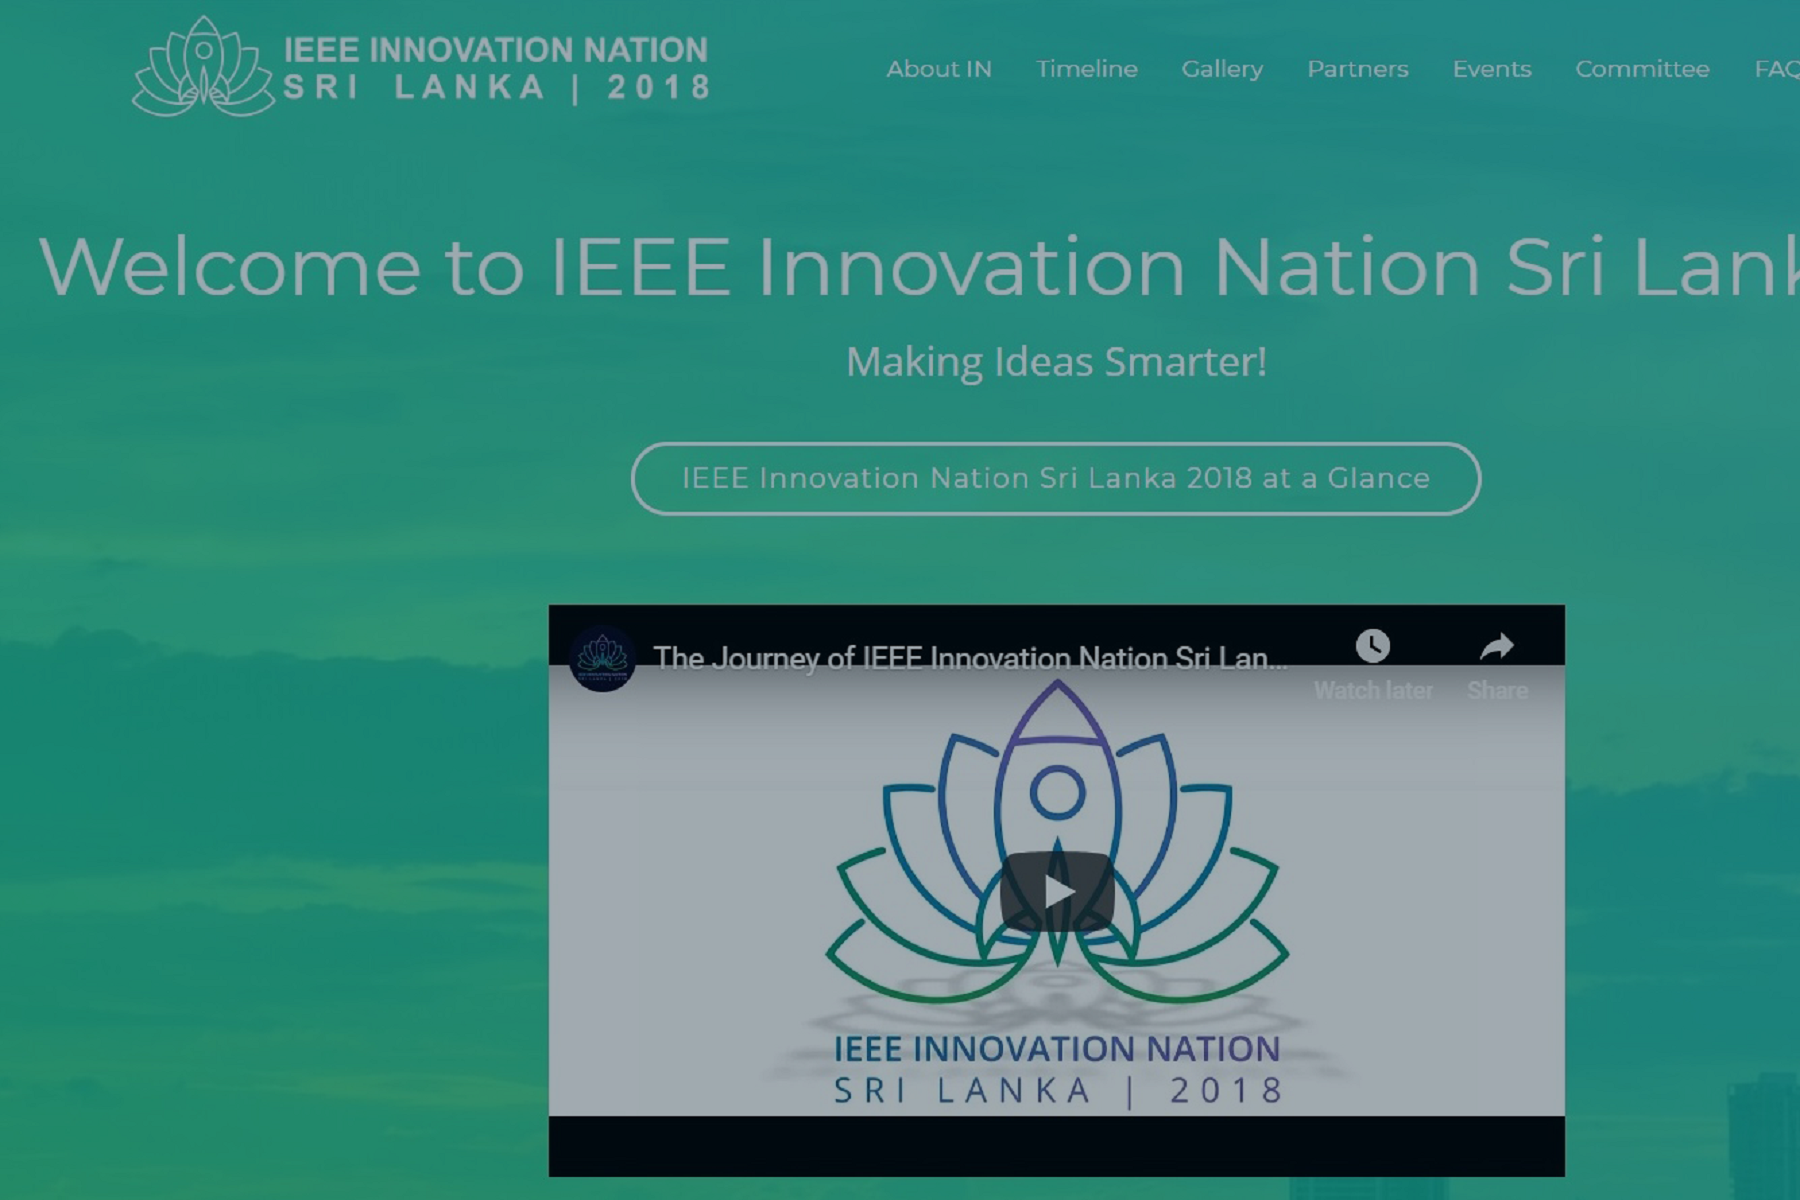 IEEE INNOVATION NATION
SRI LANKA | 2018
About IN Timeline Gallery Partners Events Committee FAQ
Welcome to IEEE Innovation Nation Sri Lank
Making Ideas Smarter!
IEEE Innovation Nation Sri Lanka 2018 at a Glance
The Journey of IEEE Innovation Nation Sri Lan...
Watch later Share
IEEE INNOVATION NATION
SRI LANKA | 2018